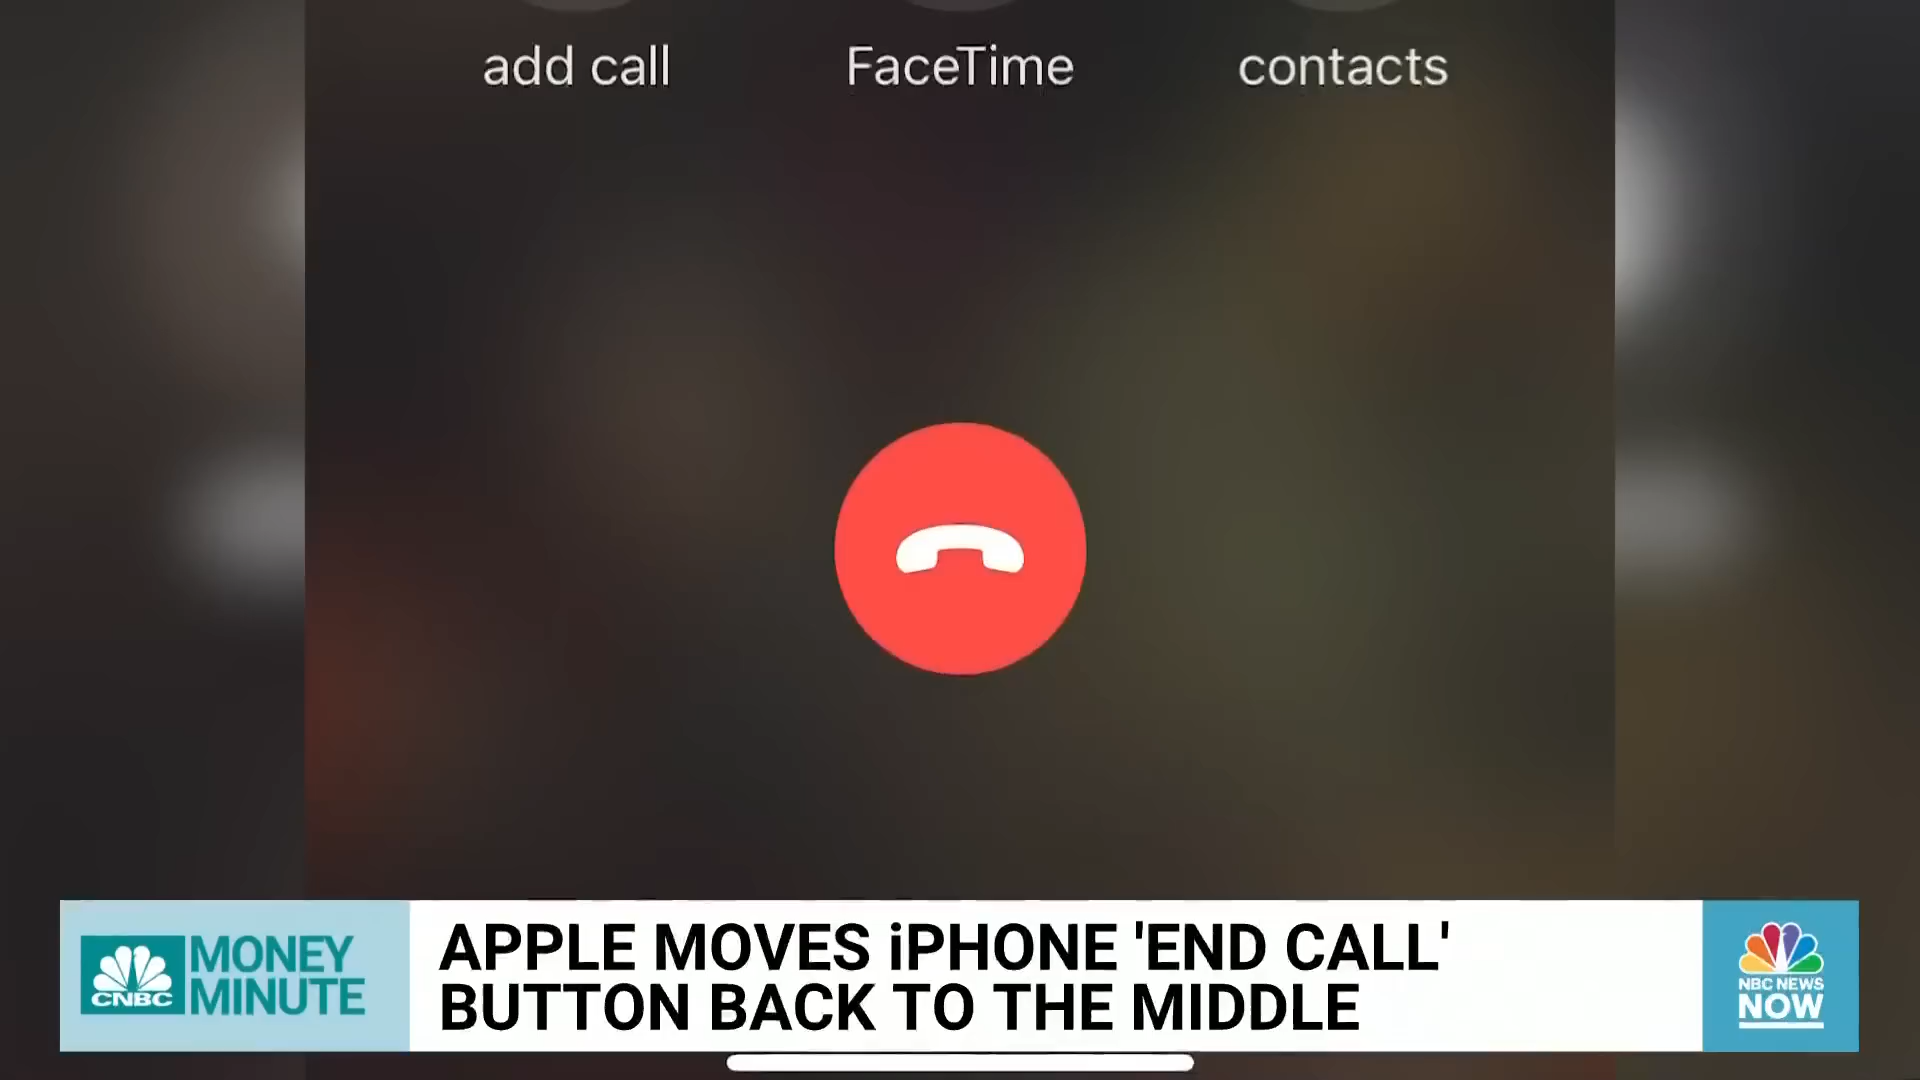 add call FaceTime contacts
CNBC MONEY MINUTE
APPLE MOVES iPHONE 'END CALL'
BUTTON BACK TO THE MIDDLE
NBC NEWS
NOW